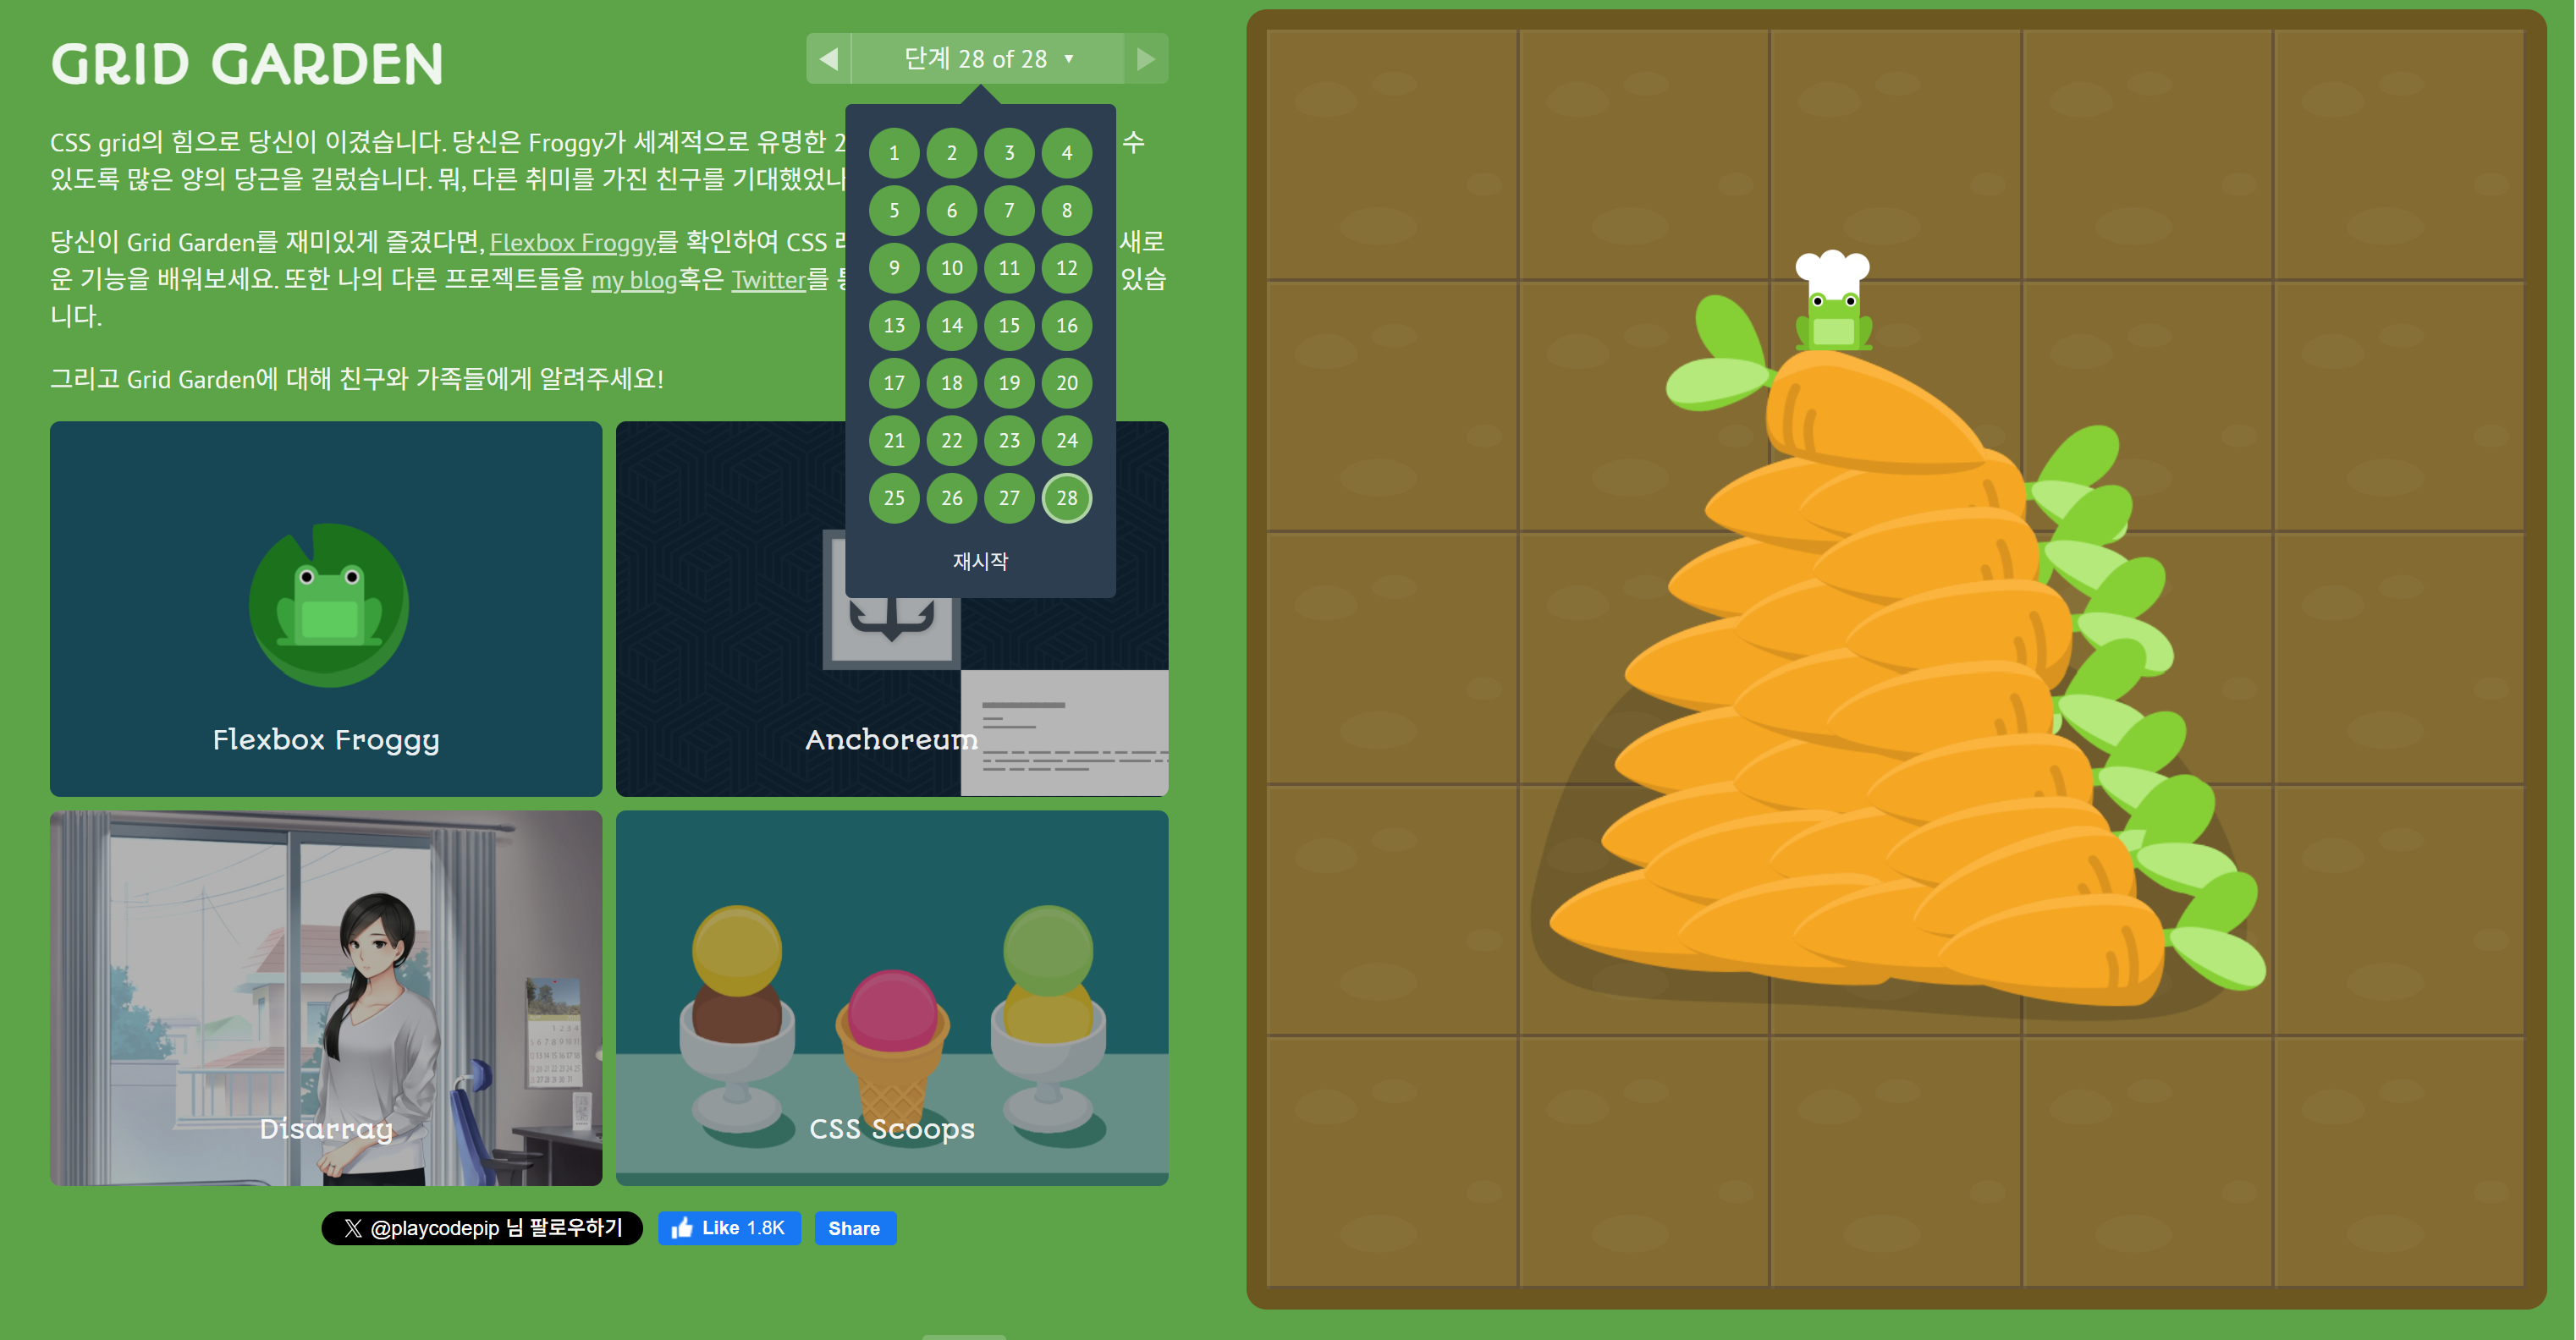 GRID GARDEN
단계 28 of 28
CSS grid의 힘으로 당신이 이겼습니다. 당신은 Froggy가 세계적으로 유명한 2 수
있도록 많은 양의 당근을 길렀습니다. 뭐, 다른 취미를 가진 친구를 기대했었나
당신이 Grid Garden를 재미있게 즐겼다면, Flexbox Froggy를 확인하여 CSS 새로
운 기능을 배워보세요. 또한 나의 다른 프로젝트들을 my blog혹은 Twitter를 있습
니다.
그리고 Grid Garden에 대해 친구와 가족들에게 알려주세요!
1 2 3 4
5 6 7 8
9 10 11 12
13 14 15 16
17 18 19 20
21 22 23 24
25 26 27 28
재시작
Flexbox Froggy
Anchoreum
Disarray
CSS Scoops
@playcodepip 님 팔로우하기
Like 1.8K
Share